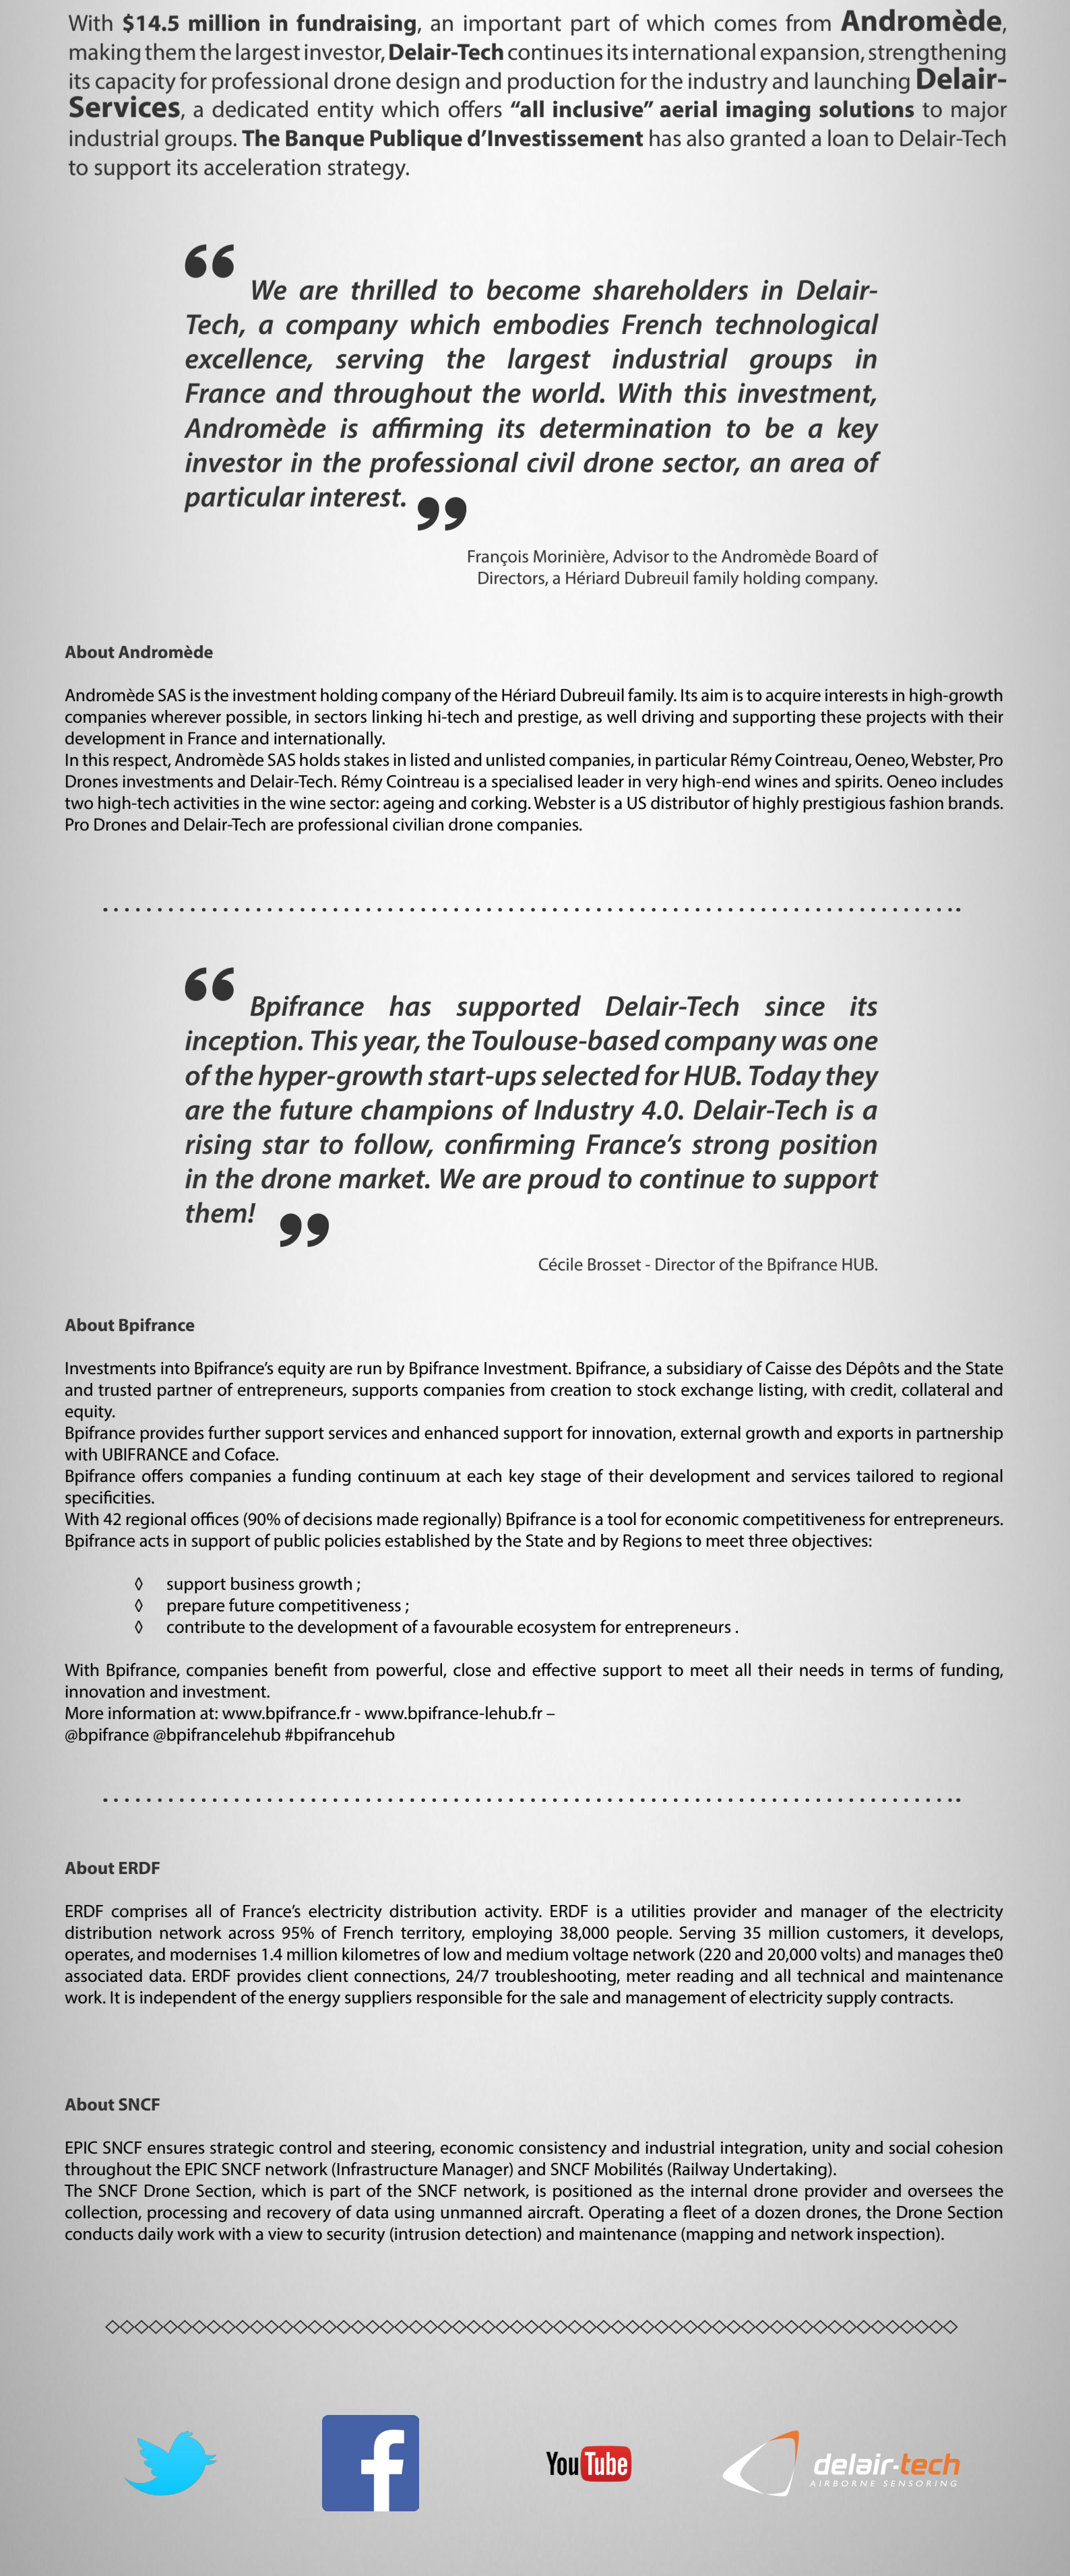 With $14.5 million in fundraising, an important part of which comes from Andromède,
making them the largest investor, Delair-Tech continues its international expansion, strengthening
its capacity for professional drone design and production for the industry and launching Delair-
Services, a dedicated entity which offers “all inclusive” aerial imaging solutions to major
industrial groups. The Banque Publique d’Investissement has also granted a loan to Delair-Tech
to support its acceleration strategy.
“ We are thrilled to become shareholders in Delair-
Tech, a company which embodies French technological
excellence, serving the largest industrial groups in
France and throughout the world. With this investment,
Andromède is affirming its determination to be a key
investor in the professional civil drone sector, an area of
particular interest. ”
François Morinière, Advisor to the Andromède Board of
Directors, a Hériard Dubreuil family holding company.
About Andromède
Andromède SAS is the investment holding company of the Hériard Dubreuil family. Its aim is to acquire interests in high-growth
companies wherever possible, in sectors linking hi-tech and prestige, as well driving and supporting these projects with their
development in France and internationally.
In this respect, Andromède SAS holds stakes in listed and unlisted companies, in particular Rémy Cointreau, Oeneo, Webster, Pro
Drones investments and Delair-Tech. Rémy Cointreau is a specialised leader in very high-end wines and spirits. Oeneo includes
two high-tech activities in the wine sector: ageing and corking. Webster is a US distributor of highly prestigious fashion brands.
Pro Drones and Delair-Tech are professional civilian drone companies.
“ Bpifrance has supported Delair-Tech since its
inception. This year, the Toulouse-based company was one
of the hyper-growth start-ups selected for HUB. Today they
are the future champions of Industry 4.0. Delair-Tech is a
rising star to follow, confirming France’s strong position
in the drone market. We are proud to continue to support
them! ”
Cécile Brosset - Director of the Bpifrance HUB.
About Bpifrance
Investments into Bpifrance’s equity are run by Bpifrance Investment. Bpifrance, a subsidiary of Caisse des Dépôts and the State
and trusted partner of entrepreneurs, supports companies from creation to stock exchange listing, with credit, collateral and
equity.
Bpifrance provides further support services and enhanced support for innovation, external growth and exports in partnership
with UBIFRANCE and Coface.
Bpifrance offers companies a funding continuum at each key stage of their development and services tailored to regional
specificities.
With 42 regional offices (90% of decisions made regionally) Bpifrance is a tool for economic competitiveness for entrepreneurs.
Bpifrance acts in support of public policies established by the State and by Regions to meet three objectives:
◊ support business growth ;
◊ prepare future competitiveness ;
◊ contribute to the development of a favourable ecosystem for entrepreneurs .
With Bpifrance, companies benefit from powerful, close and effective support to meet all their needs in terms of funding,
innovation and investment.
More information at: www.bpifrance.fr - www.bpifrance-lehub.fr –
@bpifrance @bpifrancelehub #bpifrancehub
About ERDF
ERDF comprises all of France’s electricity distribution activity. ERDF is a utilities provider and manager of the electricity
distribution network across 95% of French territory, employing 38,000 people. Serving 35 million customers, it develops,
operates, and modernises 1.4 million kilometres of low and medium voltage network (220 and 20,000 volts) and manages the0
associated data. ERDF provides client connections, 24/7 troubleshooting, meter reading and all technical and maintenance
work. It is independent of the energy suppliers responsible for the sale and management of electricity supply contracts.
About SNCF
EPIC SNCF ensures strategic control and steering, economic consistency and industrial integration, unity and social cohesion
throughout the EPIC SNCF network (Infrastructure Manager) and SNCF Mobilités (Railway Undertaking).
The SNCF Drone Section, which is part of the SNCF network, is positioned as the internal drone provider and oversees the
collection, processing and recovery of data using unmanned aircraft. Operating a fleet of a dozen drones, the Drone Section
conducts daily work with a view to security (intrusion detection) and maintenance (mapping and network inspection).
f
YouTube
delair-tech
AIRBORNE SENSORING